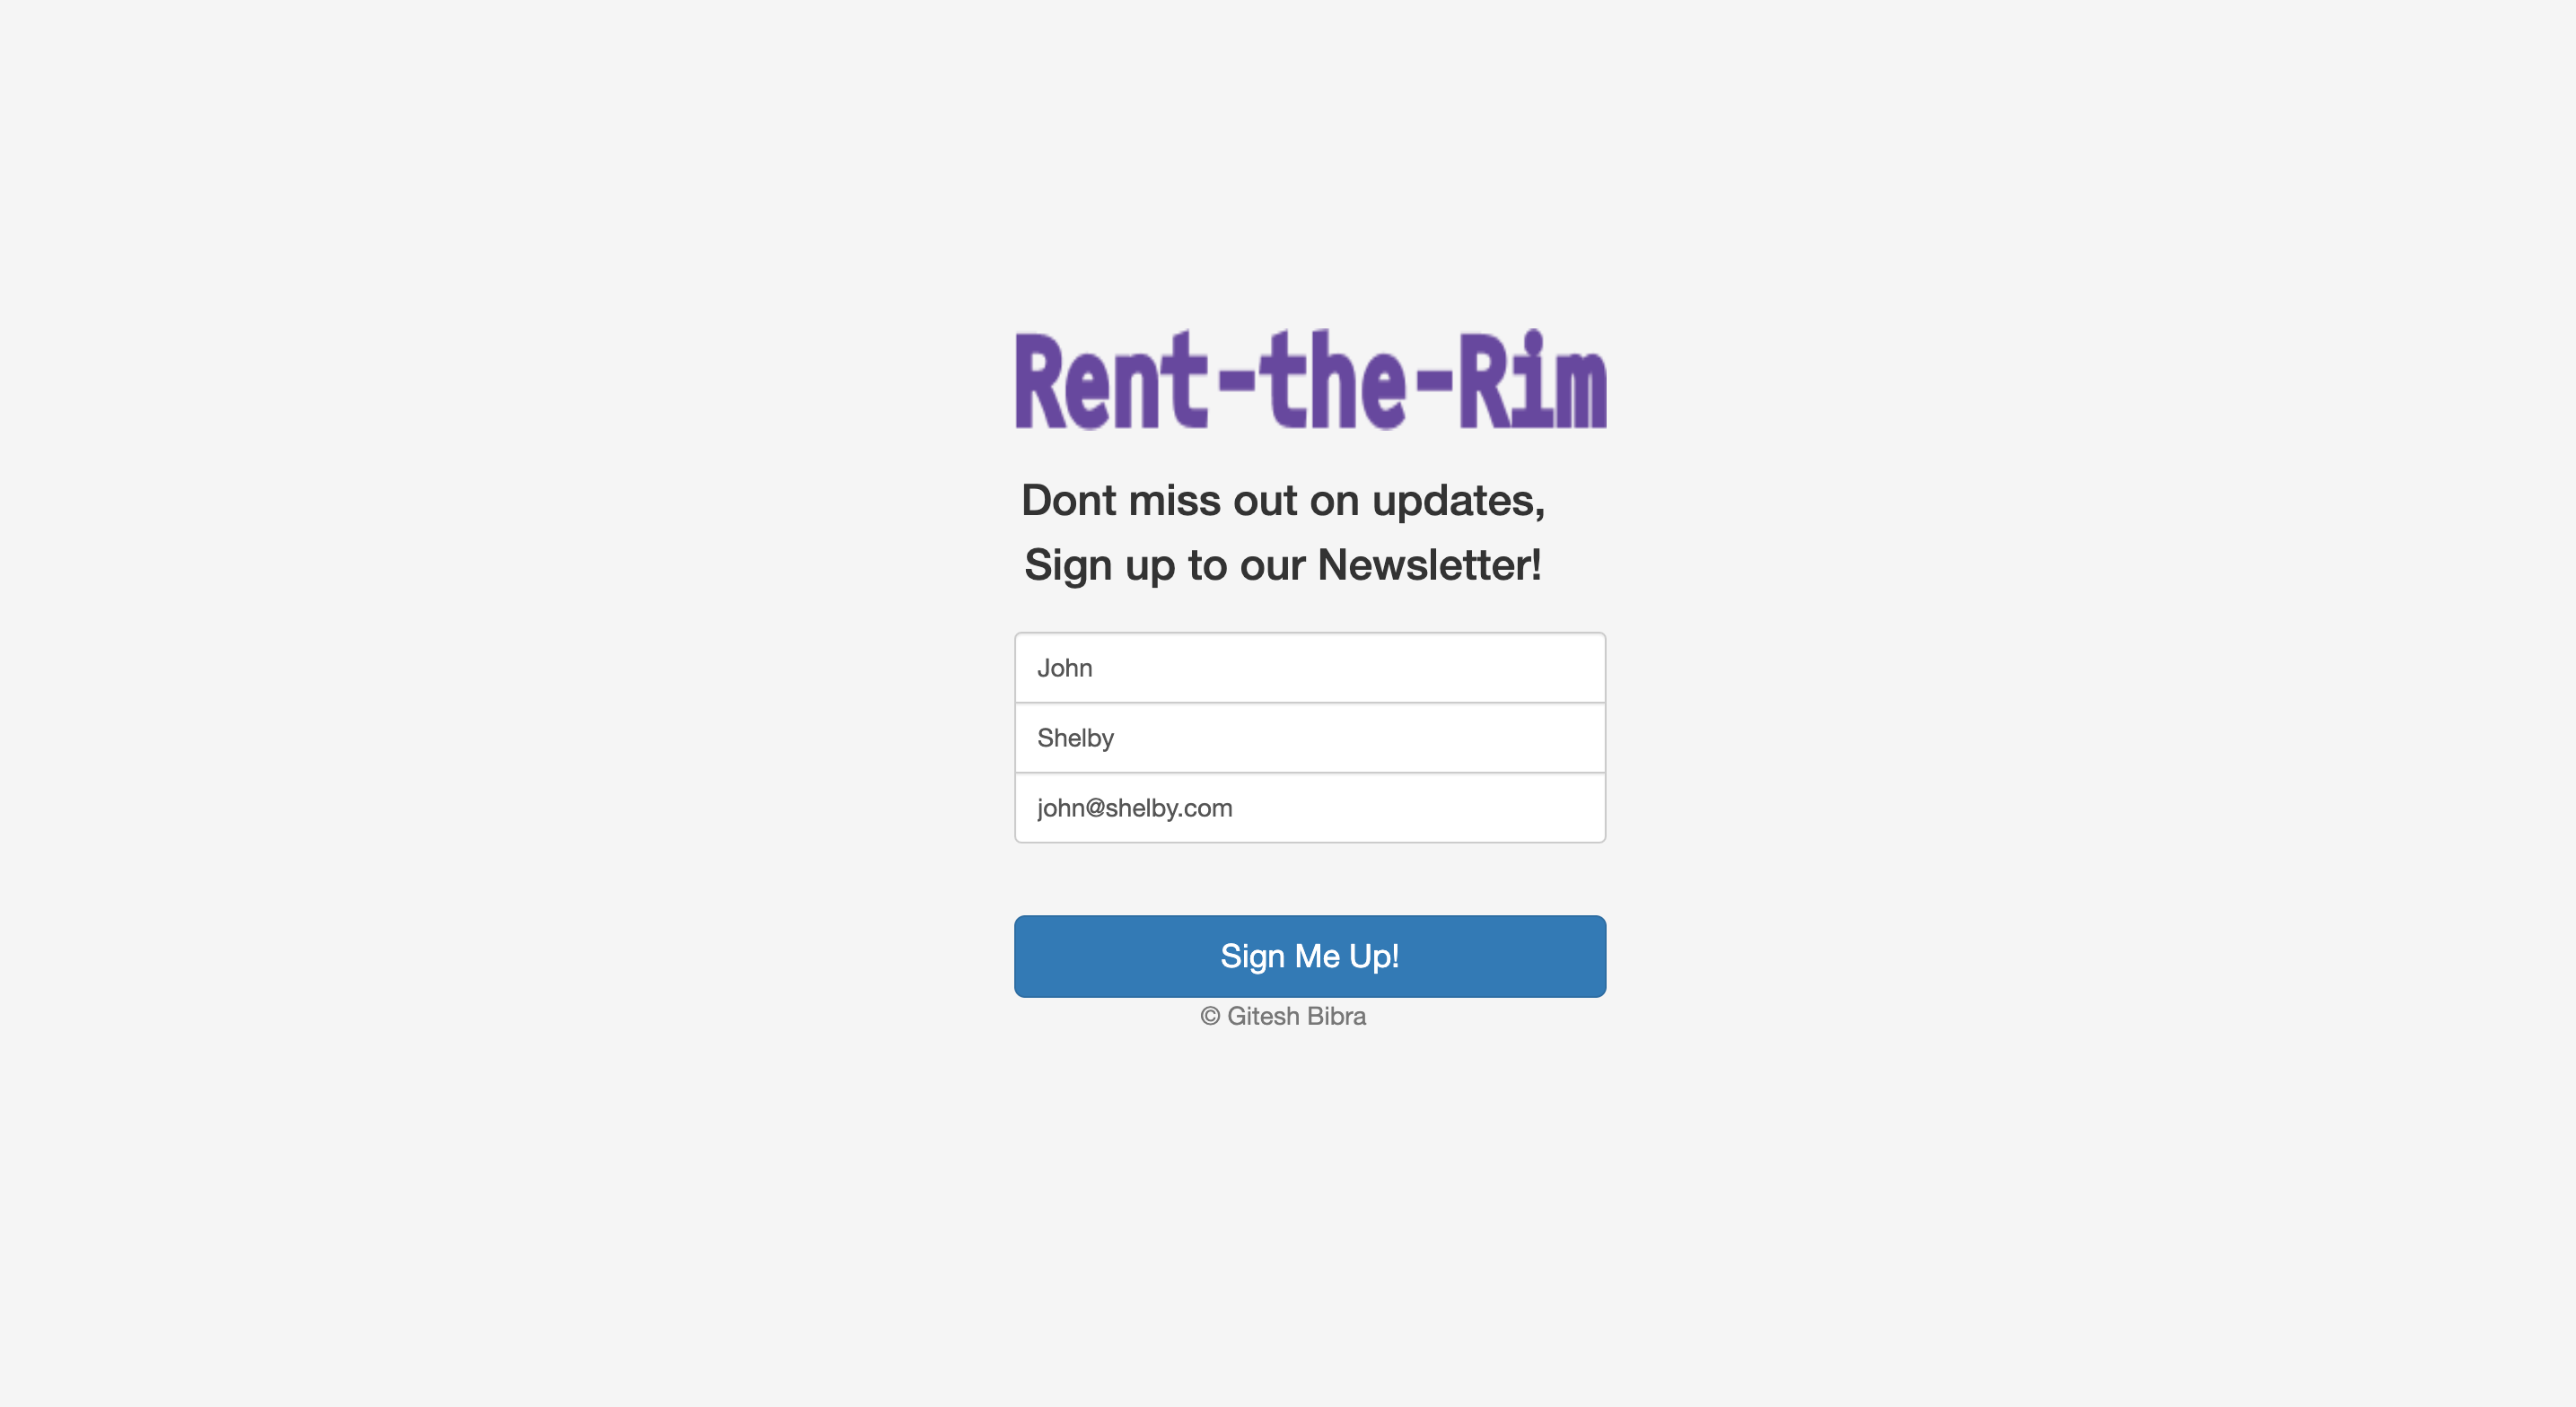 Rent-the-Rim
Dont miss out on updates,
Sign up to our Newsletter!
John
Shelby
john@shelby.com
Sign Me Up!
© Gitesh Bibra